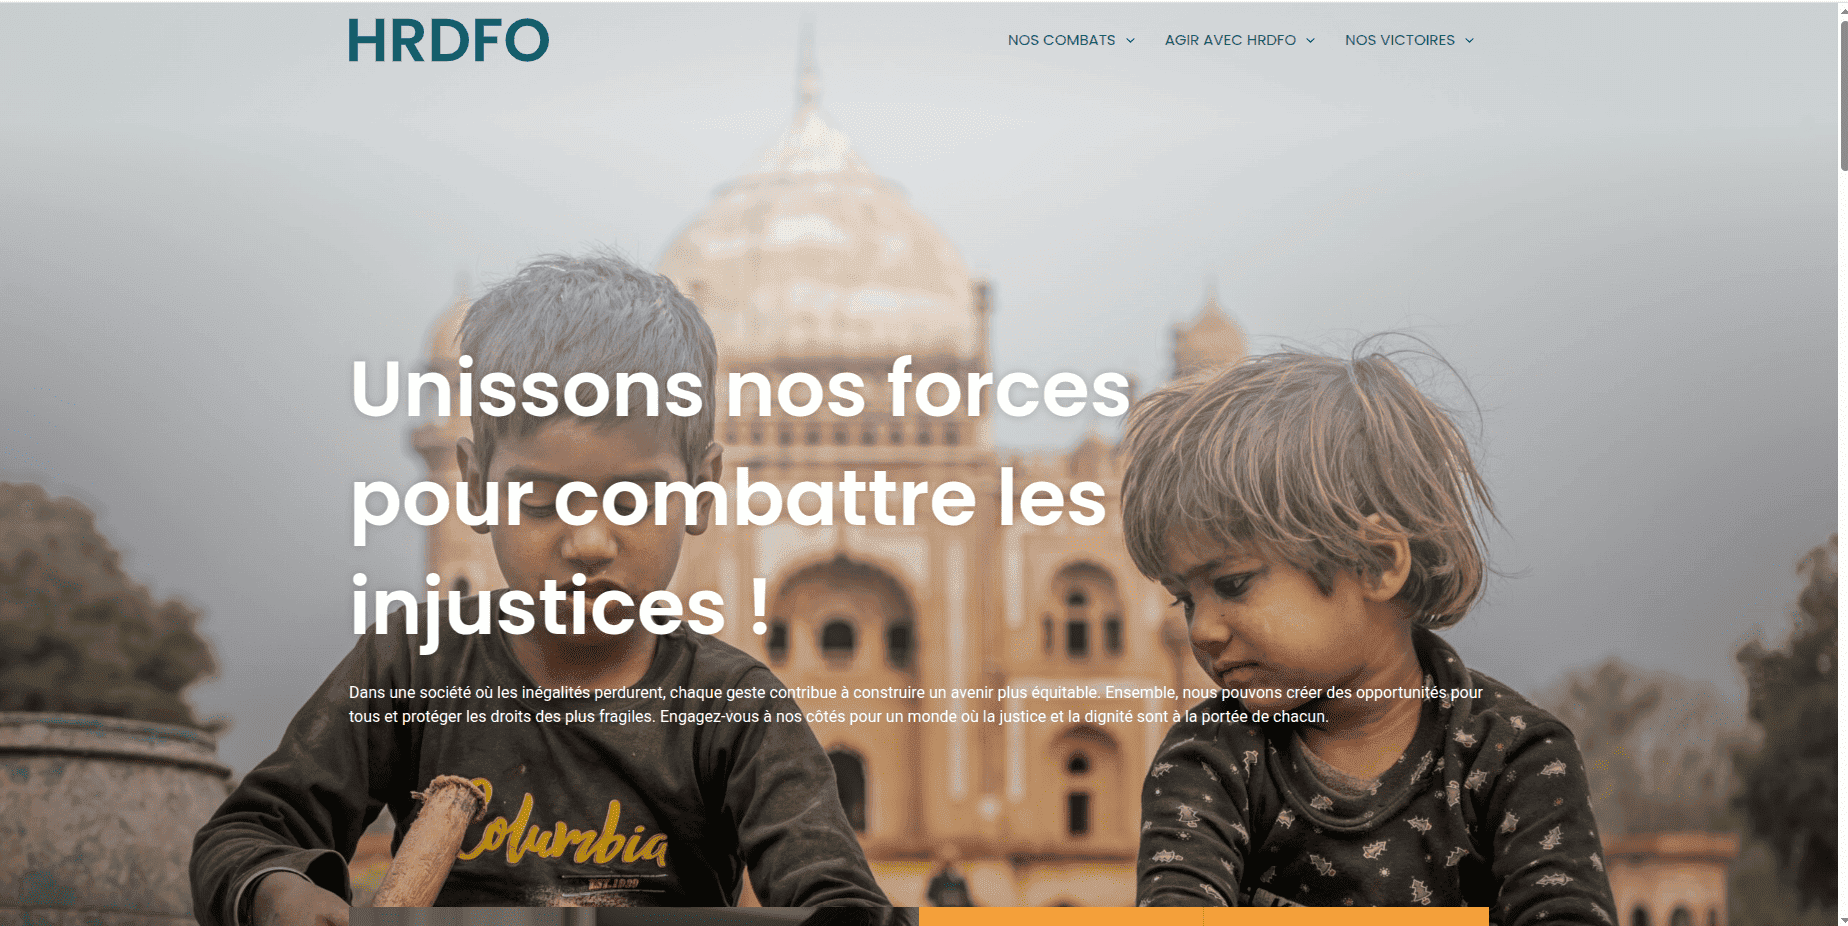 HRDFO
NOS COMBATS
AGIR AVEC HRDFO
NOS VICTOIRES
Unissons nos forces
pour combattre les
injustices !
Dans une société où les inégalités perdurent, chaque geste contribue à construire un avenir plus équitable. Ensemble, nous pouvons créer des opportunités pour
tous et protéger les droits des plus fragiles. Engagez-vous à nos côtés pour un monde où la justice et la dignité sont à la portée de chacun.
Columbia
EST. 1929